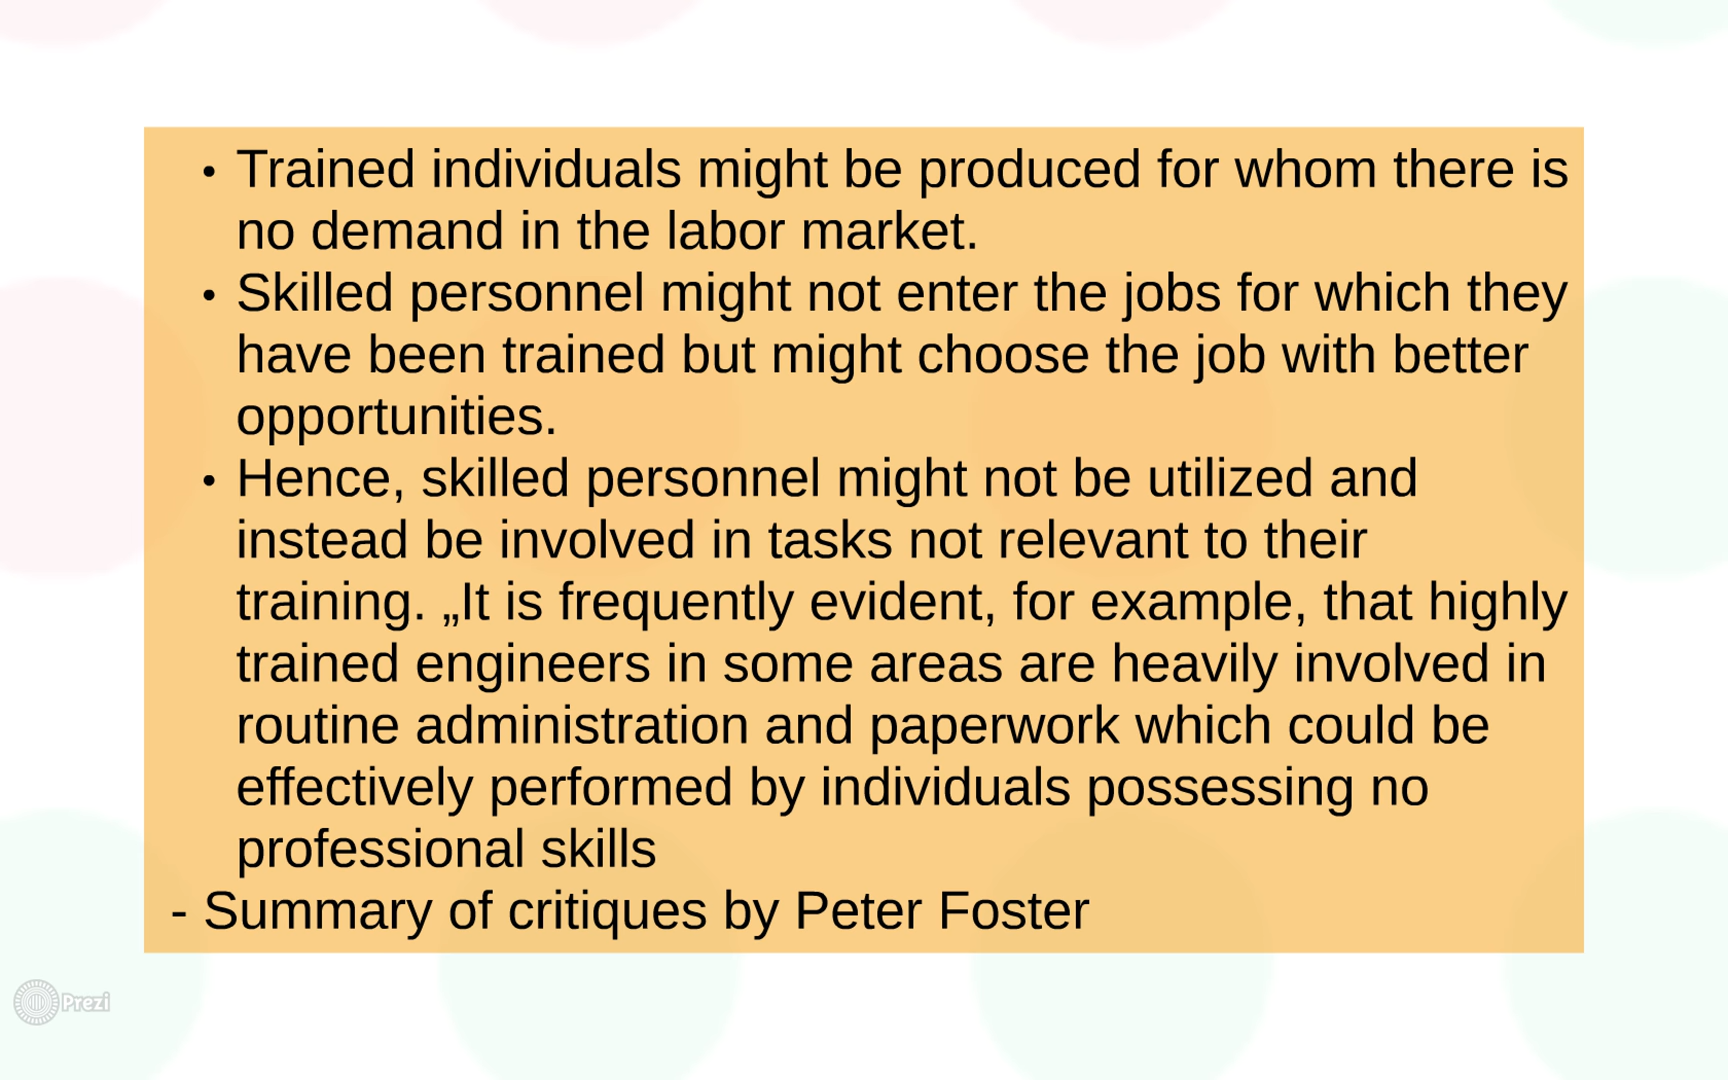 • Trained individuals might be produced for whom there is
no demand in the labor market.
• Skilled personnel might not enter the jobs for which they
have been trained but might choose the job with better
opportunities.
• Hence, skilled personnel might not be utilized and
instead be involved in tasks not relevant to their
training. „It is frequently evident, for example, that highly
trained engineers in some areas are heavily involved in
routine administration and paperwork which could be
effectively performed by individuals possessing no
professional skills
- Summary of critiques by Peter Foster
Prezi